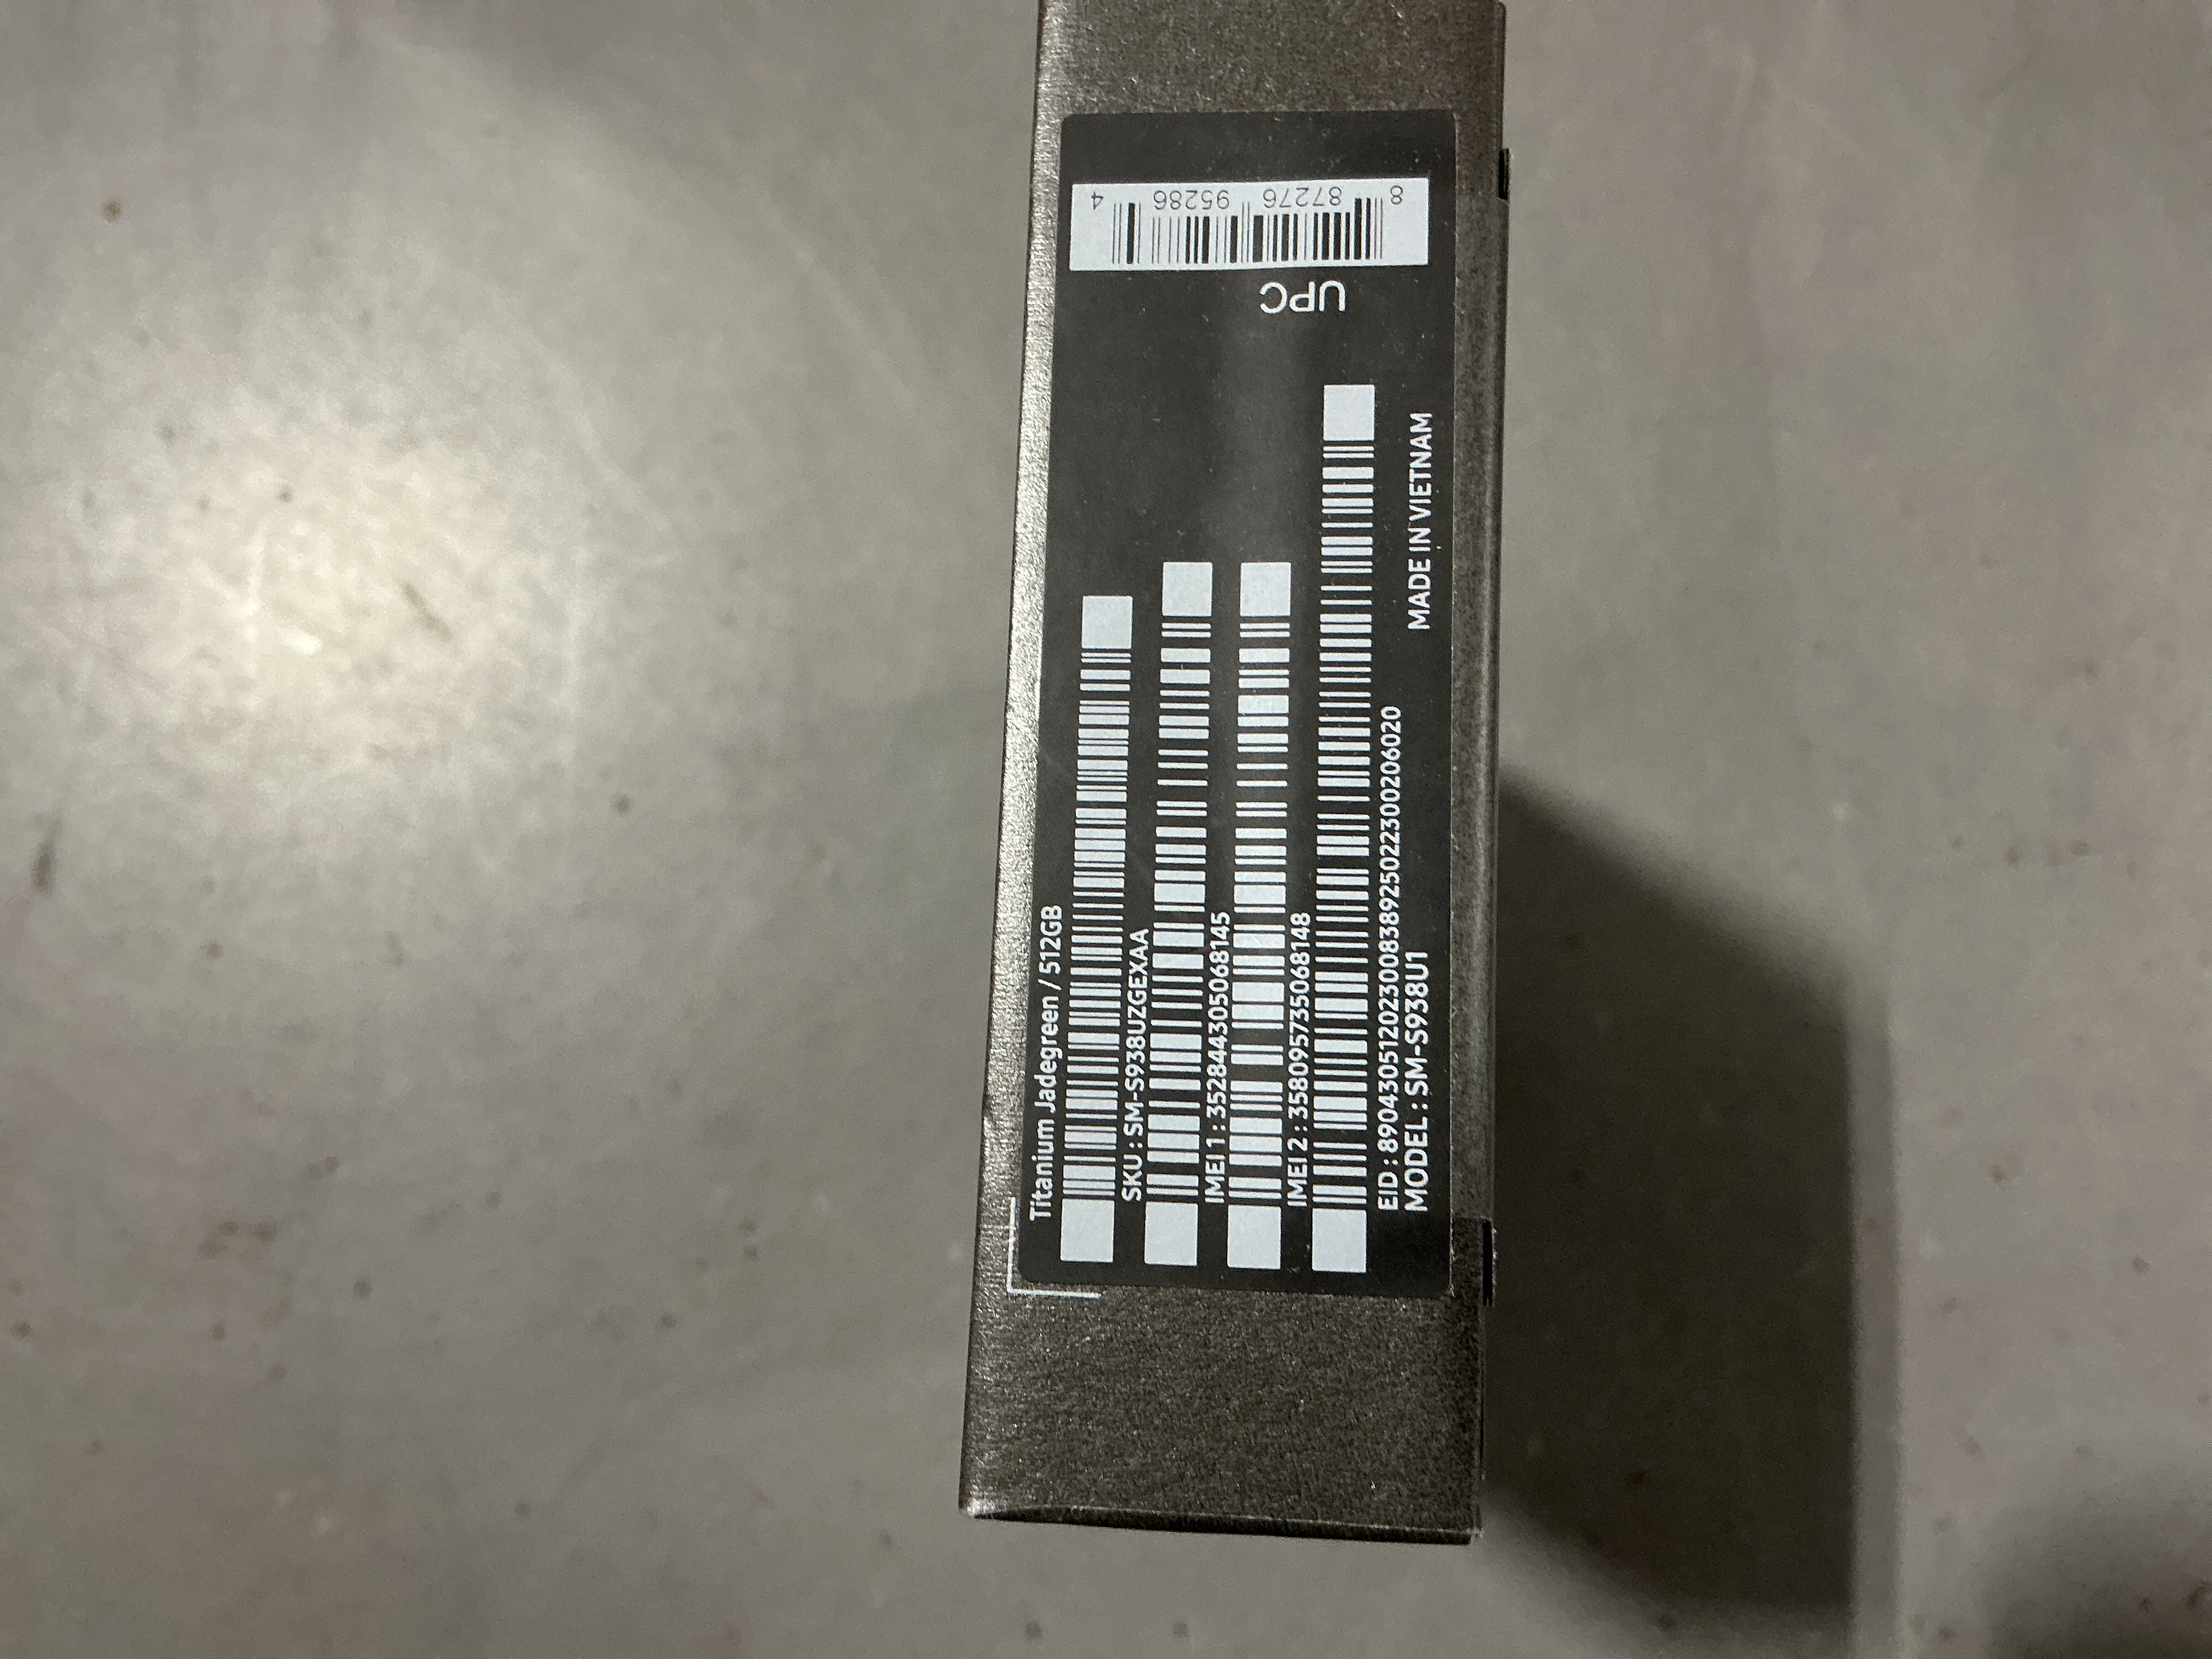 Titanium Jadegreen / 512GB
SKU : SM-S938UZGEXAA
IMEI 1 : 352844305068145
IMEI 2 : 358095735068148
EID : 89043051202300838925022300206020
MODEL : SM-S938U1
MADE IN VIETNAM
UPC
8 87276 95286 4